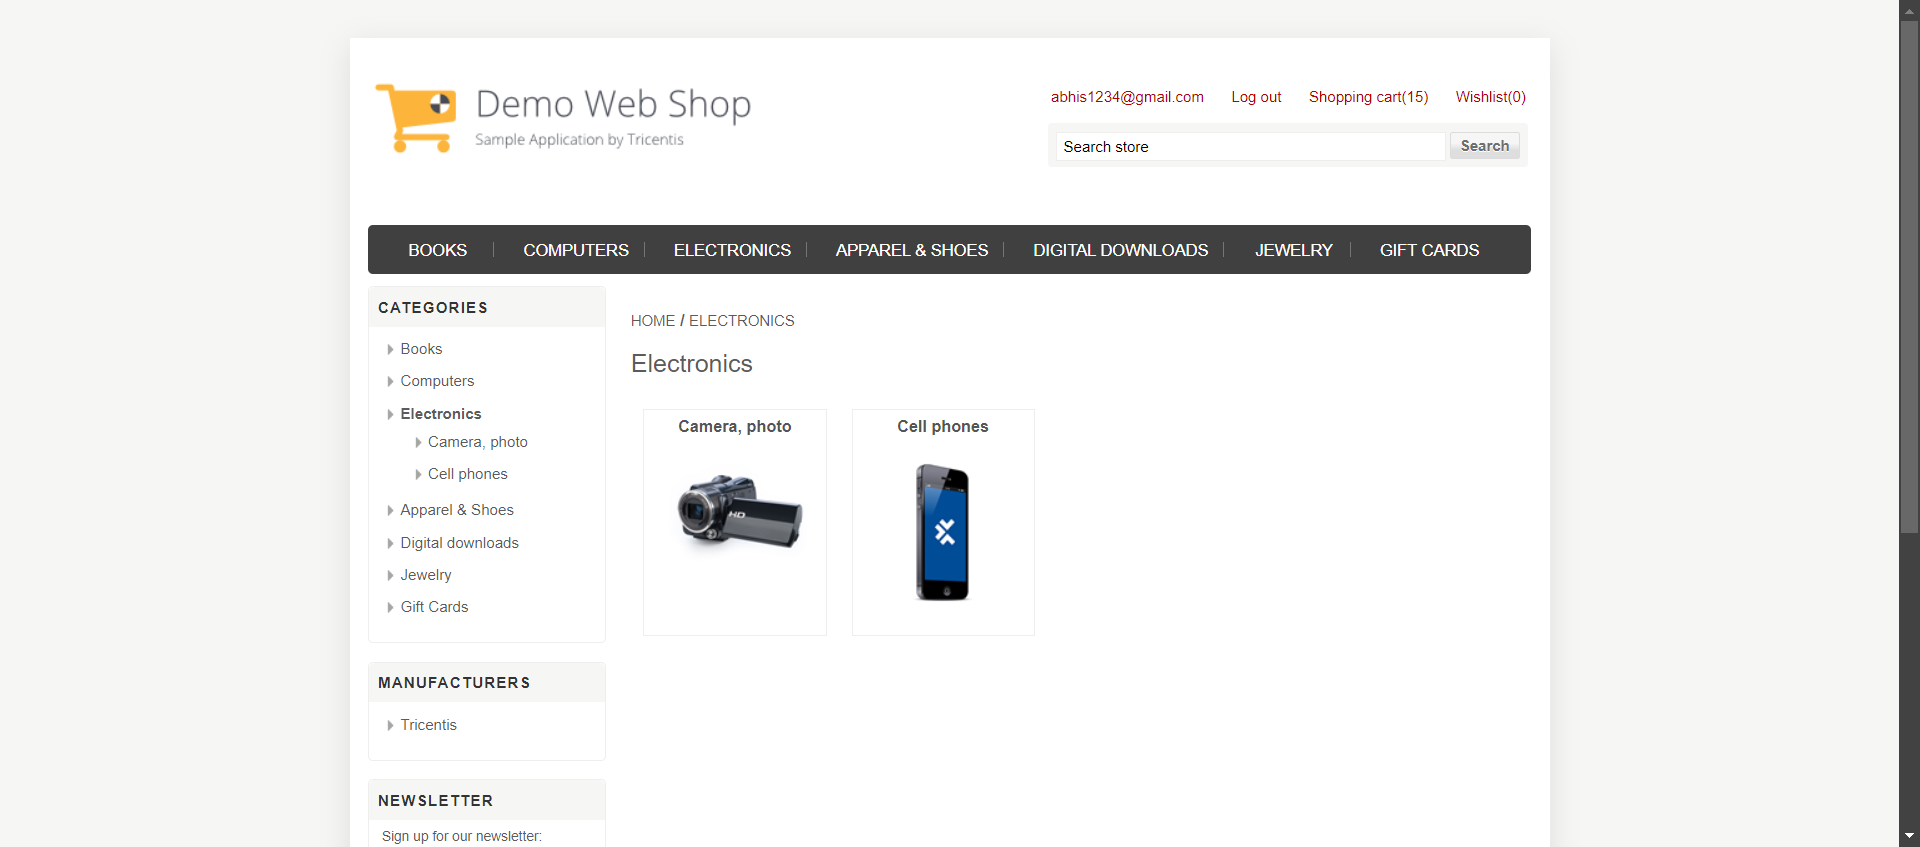 Demo Web Shop
Sample Application by Tricentis
abhis1234@gmail.com Log out Shopping cart(15) Wishlist(0)
Search store Search
BOOKS COMPUTERS ELECTRONICS APPAREL & SHOES DIGITAL DOWNLOADS JEWELRY GIFT CARDS
CATEGORIES
Books
Computers
Electronics
Camera, photo
Cell phones
Apparel & Shoes
Digital downloads
Jewelry
Gift Cards
MANUFACTURERS
Tricentis
NEWSLETTER
Sign up for our newsletter:
HOME / ELECTRONICS
Electronics
Camera, photo
HD
Cell phones